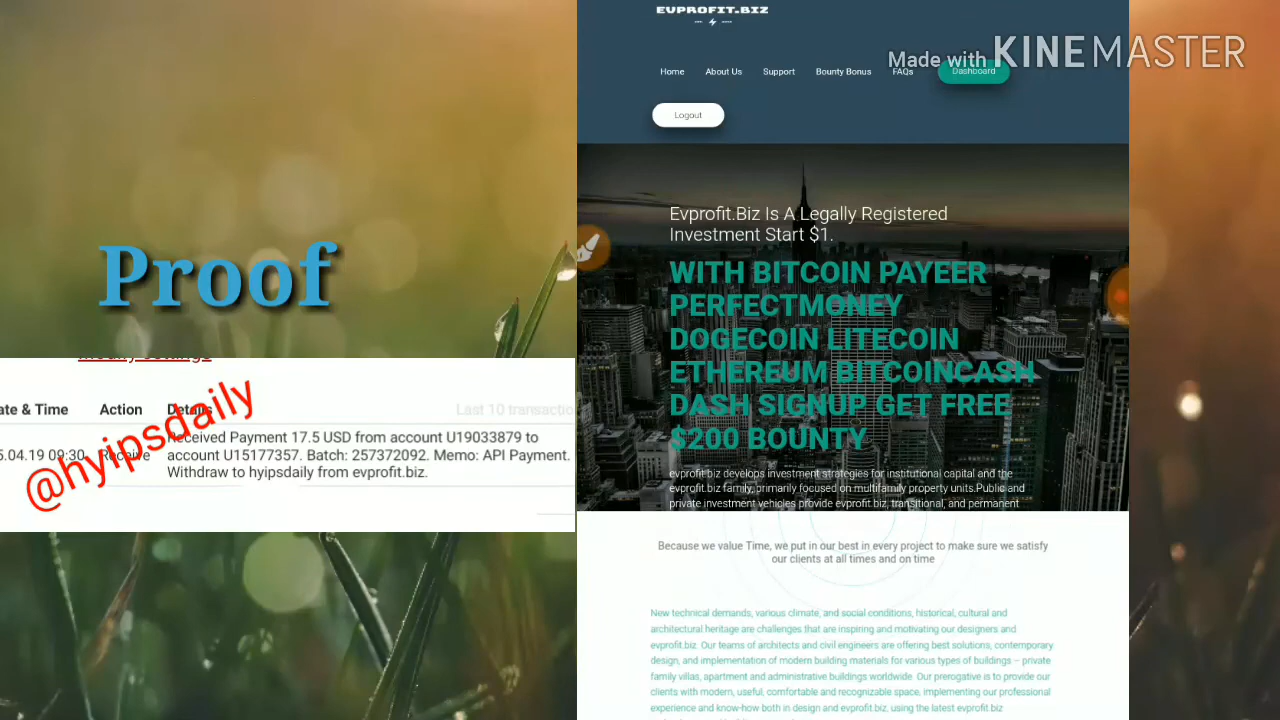 Proof
Date & Time Action Details Last 10 transactio
5.04.19 09:30 Receive Received Payment 17.5 USD from account U19033879 to
account U15177357. Batch: 257372092. Memo: API Payment.
Withdraw to hyipsdaily from evprofit.biz.
@hyipsdaily
EVPROFIT.BIZ
Made with KINEMASTER
Home About Us Support Bounty Bonus FAQs Dashboard
Logout
Evprofit.Biz Is A Legally Registered
Investment Start $1.
WITH BITCOIN PAYEER
PERFECTMONEY
DOGECOIN LITECOIN
ETHEREUM BITCOINCASH
DASH SIGNUP GET FREE
$200 BOUNTY
evprofit.biz develops investment strategies for institutional capital and the
evprofit.biz family,primarily focused on multifamily property units.Public and
private investment vehicles provide evprofit.biz, transitional, and permanent
Because we value Time, we put in our best in every project to make sure we satisfy
our clients at all times and on time
New technical demands, various climate, and social conditions, historical, cultural and
architectural heritage are challenges that are inspiring and motivating our designers and
evprofit.biz. Our teams of architects and civil engineers are offering best solutions, contemporary
design, and implementation of modern building materials for various types of buildings – private
family villas, apartment and administrative buildings worldwide. Our prerogative is to provide our
clients with modern, useful, comfortable and recognizable space, implementing our professional
experience and know-how both in design and evprofit.biz, using the latest evprofit.biz